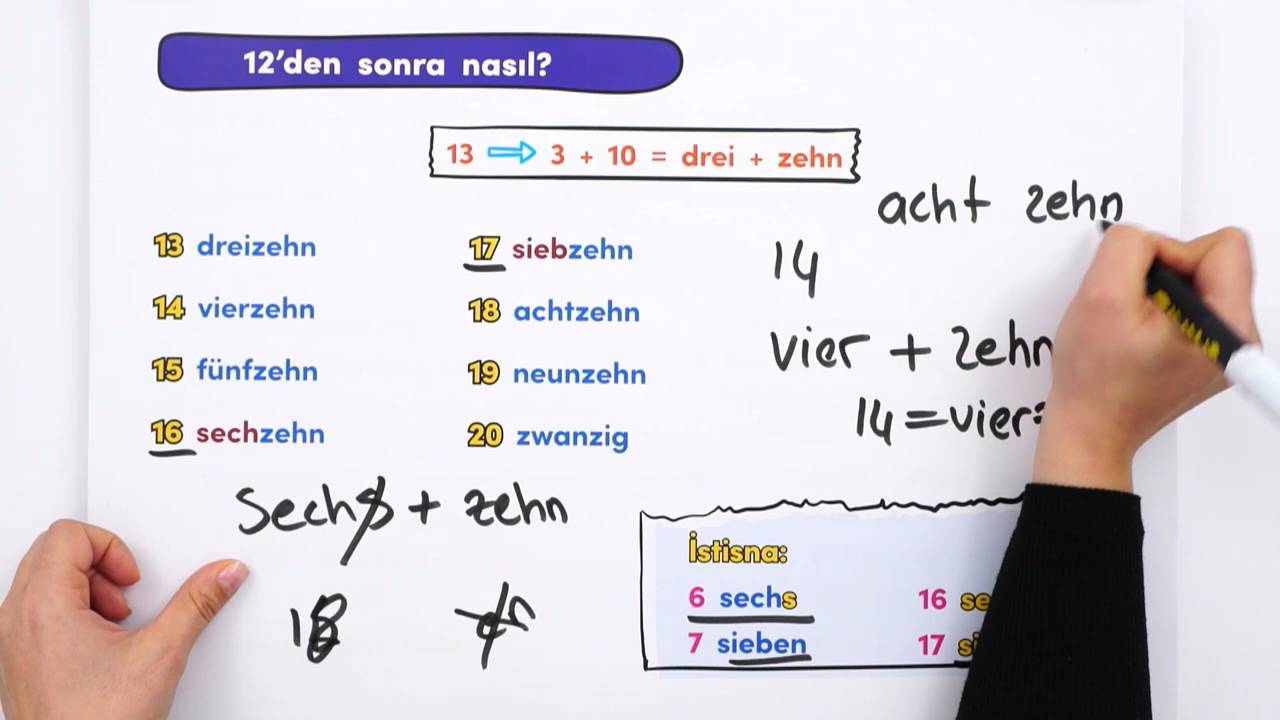 12'den sonra nasıl?
13 ⇒ 3 + 10 = drei + zehn
acht zehn
13 dreizehn
14 vierzehn
15 fünfzehn
16 sechzehn
17 siebzehn
18 achtzehn
19 neunzehn
20 zwanzig
14
vier + zehn
14 = vier
sechs + zehn
İstisna:
6 sechs 16 se
7 sieben 17 si